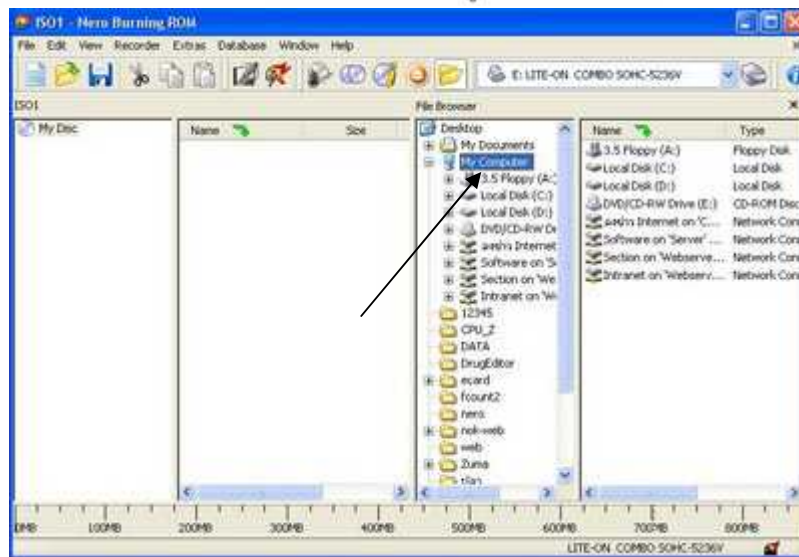 ISO1 - Nero Burning ROM
File Edit View Recorder Extras Database Window Help
E: LITE-ON COMBO SOHC-5236V
ISO1
File Browser
My Disc
Name Size
Desktop
My Documents
My Computer
3.5 Floppy (A:)
Local Disk (C:)
Local Disk (D:)
DVD/CD-RW Dr
Internet
Software on 'S
Section on 'We
Intranet on 'We
12345
CPU_Z
DATA
DrugEditor
ecard
fcount2
nero
nok-web
web
Zuma
Name Type
3.5 Floppy (A:) Floppy Disk
Local Disk (C:) Local Disk
Local Disk (D:) Local Disk
DVD/CD-RW Drive (E:) CD-ROM Disc
Internet on 'C... Network Con
Software on 'Server' ... Network Con
Section on 'Webserve... Network Con
Intranet on 'Webserv... Network Con
0MB 100MB 200MB 300MB 400MB 500MB 600MB 700MB 800MB
LITE-ON COMBO SOHC-5236V